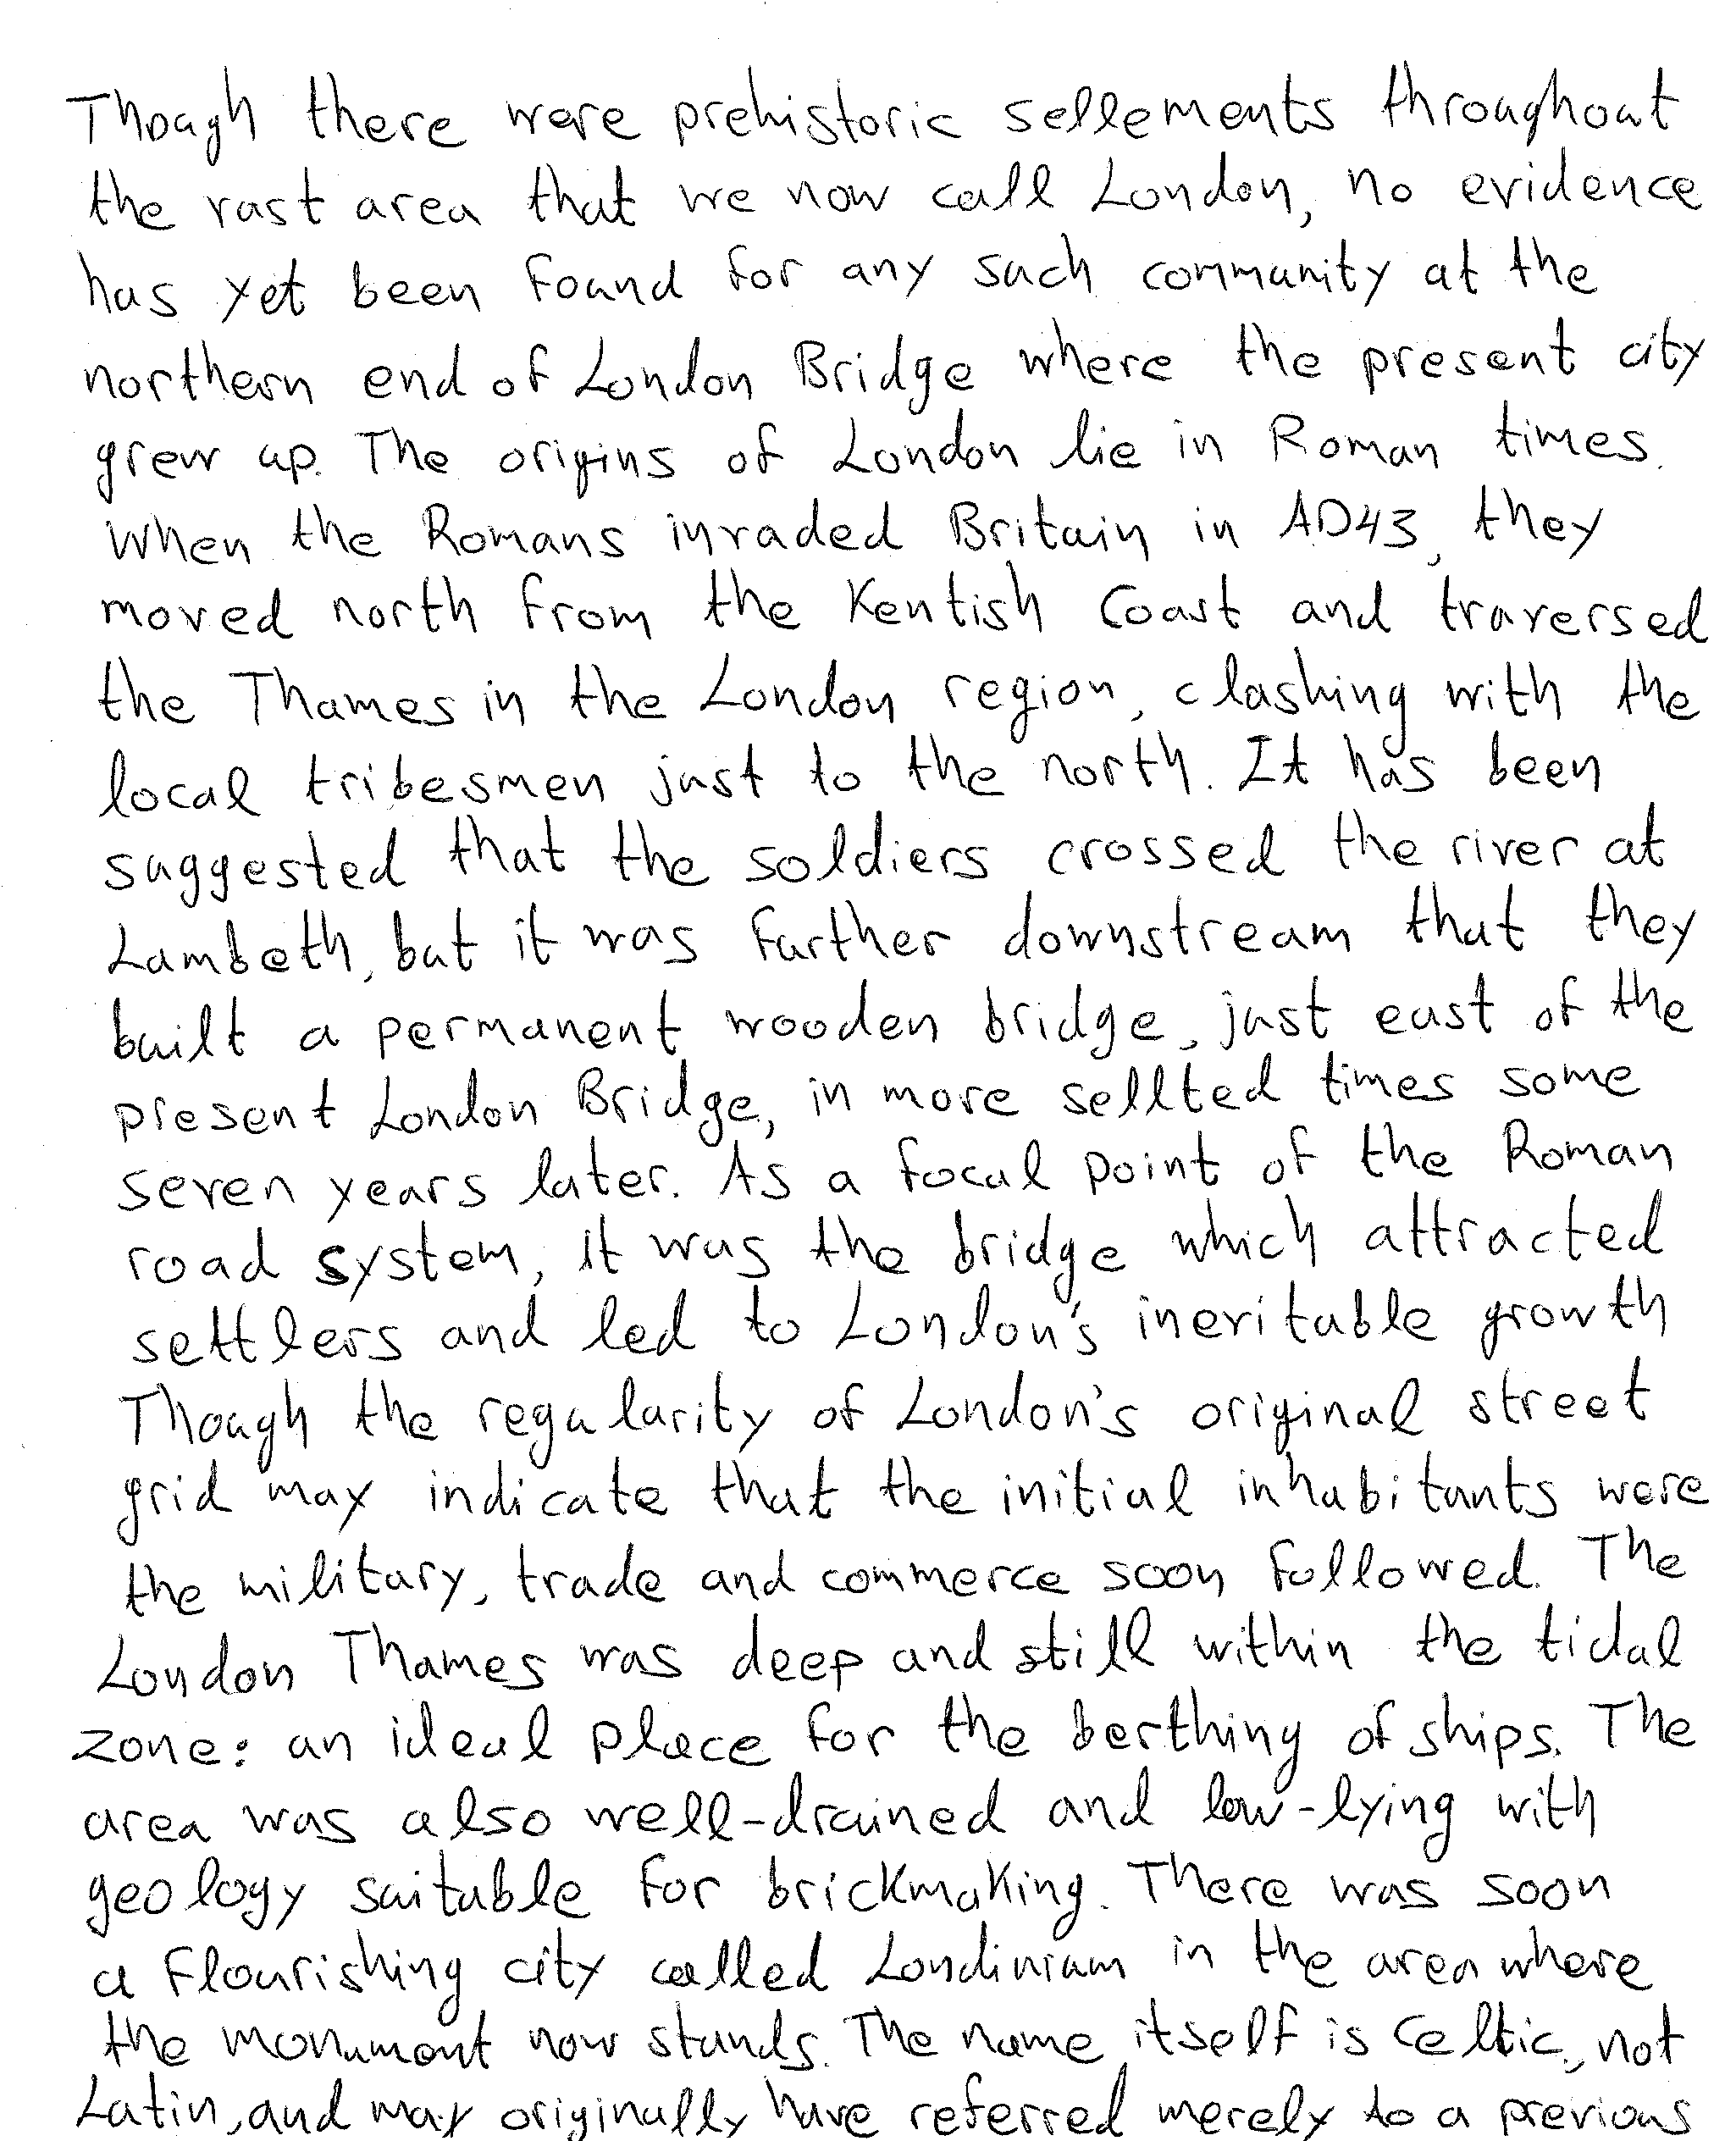 Though there were prehistoric sellements throughout
the vast area that we now call London, no evidence
has yet been found for any such community at the
northern end of London Bridge where the present city
grew up. The origins of London lie in Roman times.
When the Romans invaded Britain in AD43, they
moved north from the Kentish Coast and traversed
the Thames in the London region, clashing with the
local tribesmen just to the north. It has been
suggested that the soldiers crossed the river at
Lambeth, but it was further downstream that they
built a permanent wooden bridge, just east of the
present London Bridge, in more sellted times some
seven years later. As a focal point of the Roman
road system, it was the bridge which attracted
settlers and led to London's inevitable growth
Though the regularity of London's original street
grid may indicate that the initial inhabitants were
the military, trade and commerce soon followed. The
London Thames was deep and still within the tidal
zone: an ideal place for the berthing of ships. The
area was also well-drained and low-lying with
geology suitable for brickmaking. There was soon
a flourishing city called Londinium in the area where
the monument now stands. The name itself is Celtic, not
Latin, and may originally have referred merely to a previous